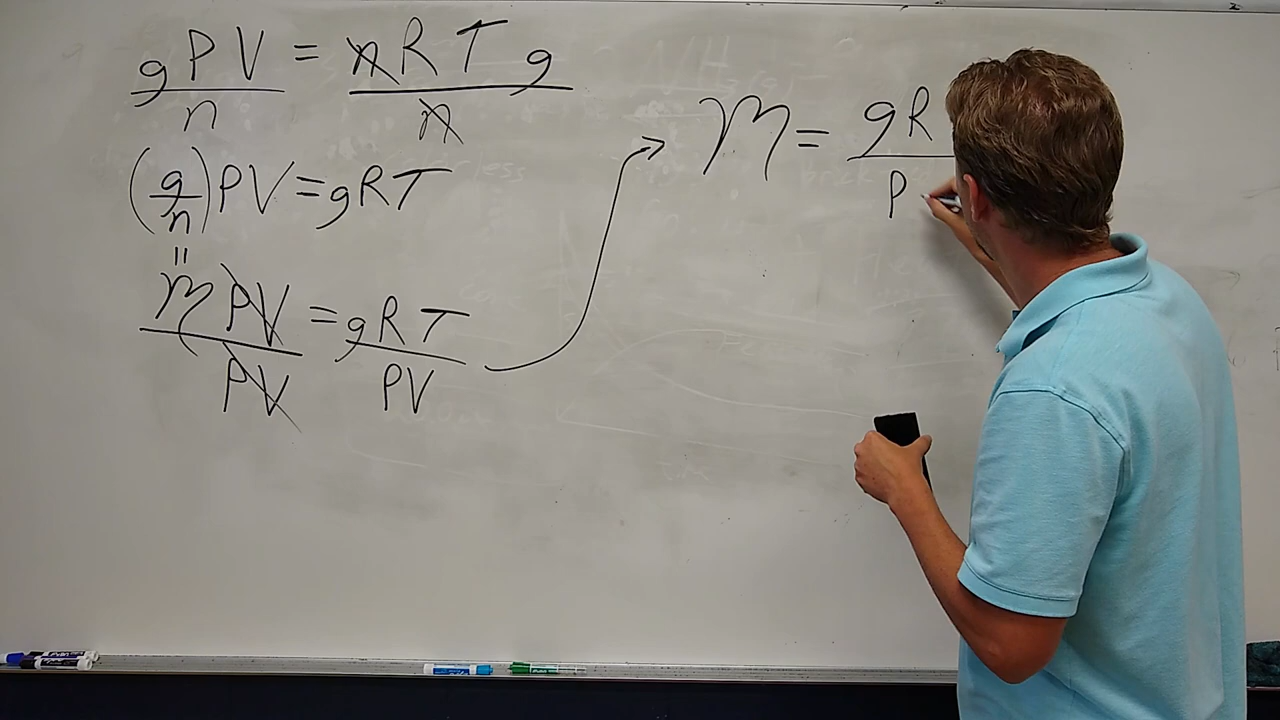 g P V = n R T g
n n
(g/n) PV = gRT
=
m PV = gRT
PV PV
m = gR
P